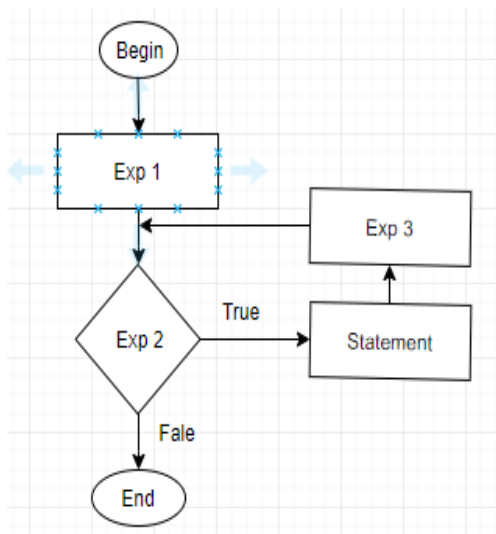 Begin
Exp 1
Exp 3
True
Exp 2
Statement
Fale
End